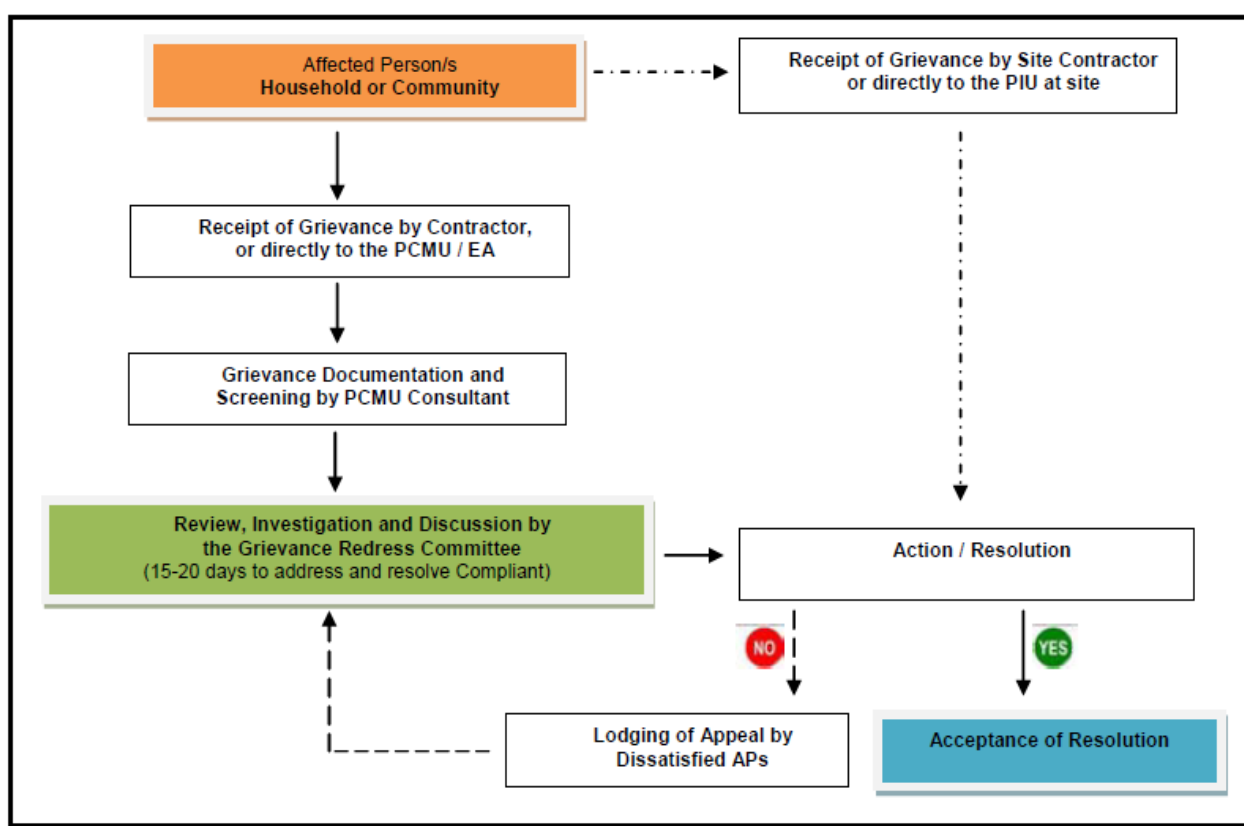 Affected Person/s
Household or Community
Receipt of Grievance by Site Contractor
or directly to the PIU at site
Receipt of Grievance by Contractor,
or directly to the PCMU / EA
Grievance Documentation and
Screening by PCMU Consultant
Review, Investigation and Discussion by
the Grievance Redress Committee
(15-20 days to address and resolve Compliant)
Action / Resolution
NO
YES
Lodging of Appeal by
Dissatisfied APs
Acceptance of Resolution